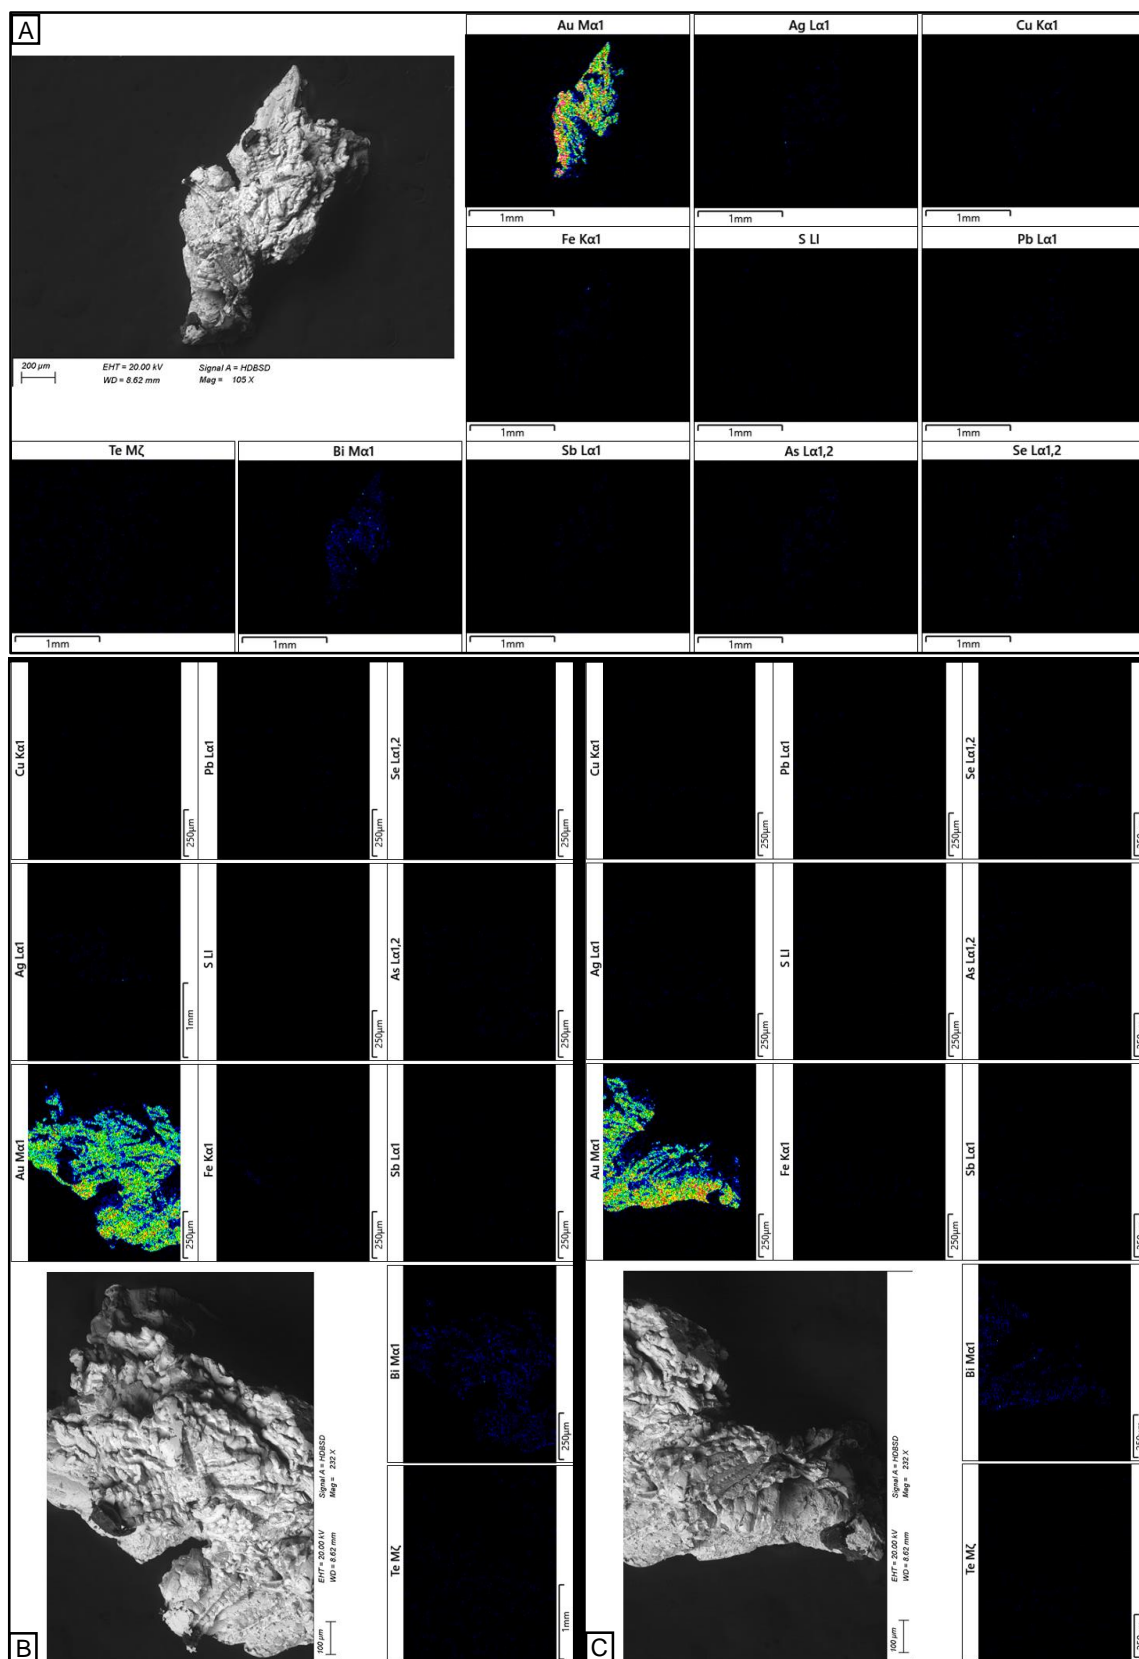 A
Au Mα1
Ag Lα1
Cu Kα1
1mm
1mm
1mm
200 µm
EHT = 20.00 kV
Signal A = HDBSD
WD = 8.62 mm
Mag = 105 X
Fe Kα1
S Ll
Pb Lα1
1mm
1mm
1mm
Te Mζ
Bi Mα1
Sb Lα1
As Lα1,2
Se Lα1,2
1mm
1mm
1mm
1mm
1mm
Cu Kα1
250µm
Pb Lα1
250µm
Se Lα1,2
250µm
Ag Lα1
1mm
S Ll
250µm
As Lα1,2
250µm
Au Mα1
250µm
Fe Kα1
250µm
Sb Lα1
250µm
Bi Mα1
250µm
Te Mζ
1mm
100 µm
EHT = 20.00 kV
Signal A = HDBSD
WD = 8.62 mm
Mag = 232 X
B
Cu Kα1
250µm
Pb Lα1
250µm
Se Lα1,2
250
Ag Lα1
250µm
S Ll
250µm
As Lα1,2
250
Au Mα1
250µm
Fe Kα1
250µm
Sb Lα1
250
Bi Mα1
250
Te Mζ
250
100 µm
EHT = 20.00 kV
Signal A = HDBSD
WD = 8.62 mm
Mag = 232 X
C